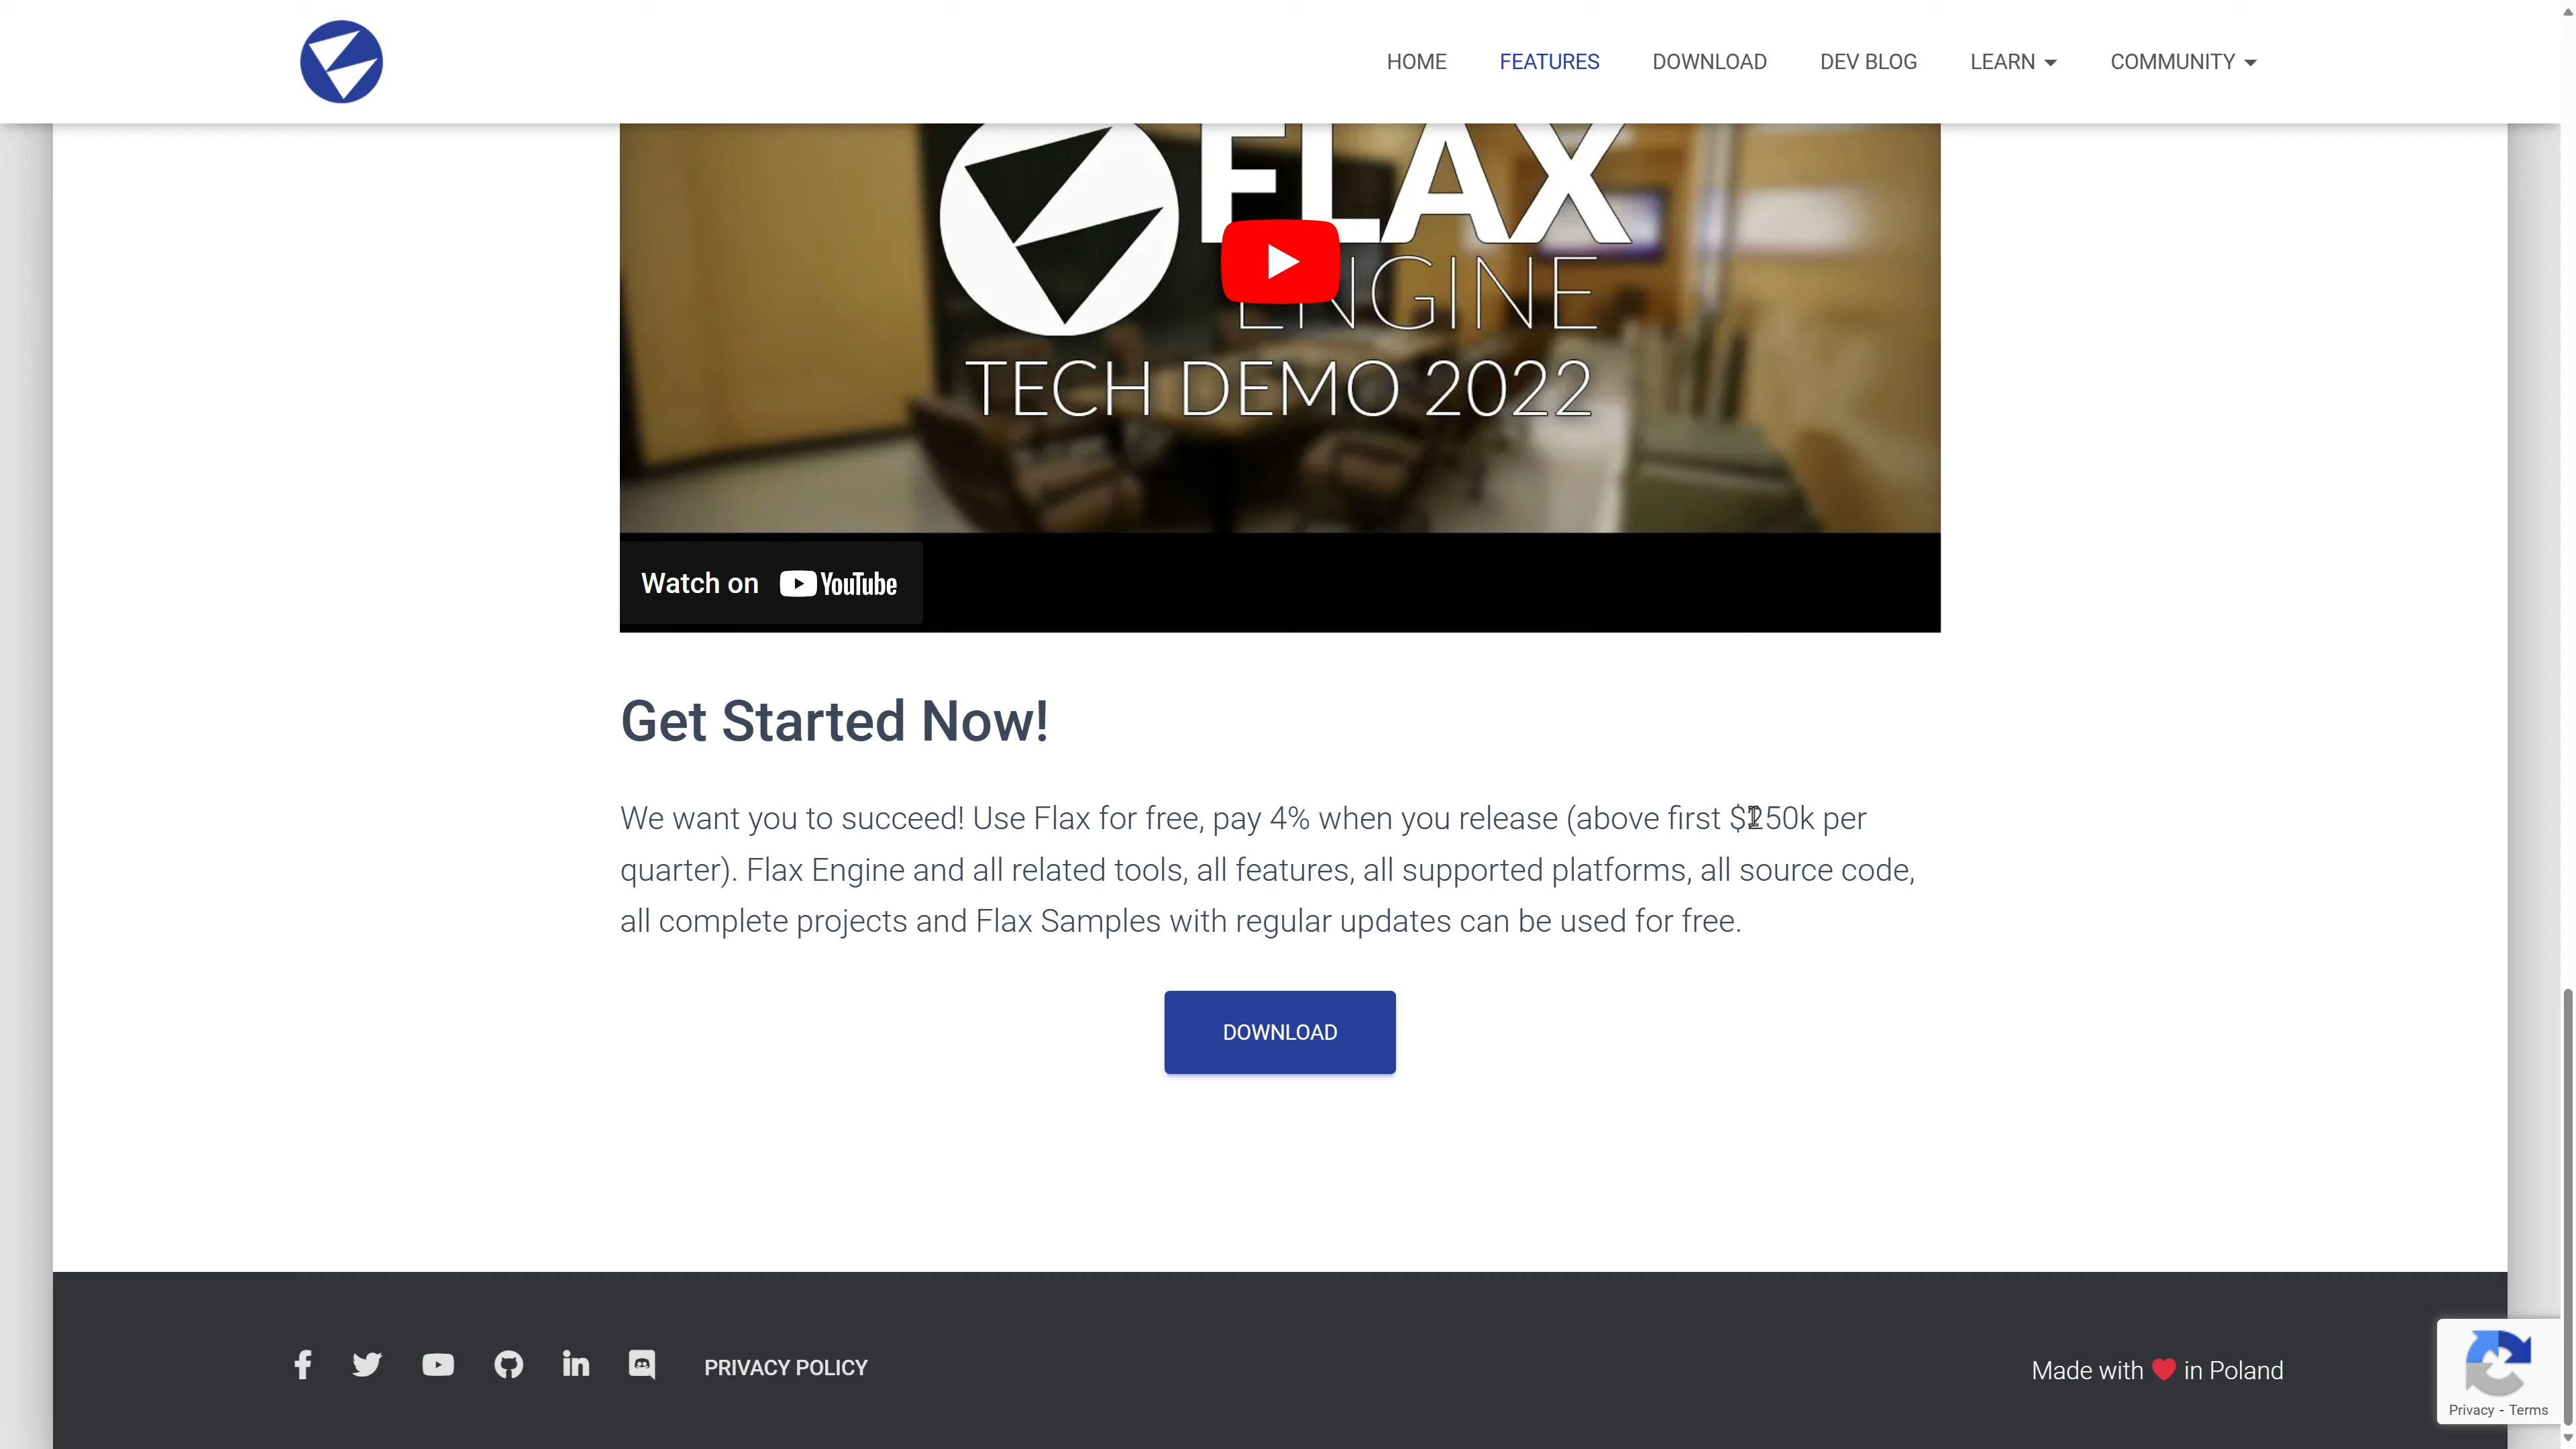 HOME FEATURES DOWNLOAD DEV BLOG LEARN COMMUNITY
FLAX
ENGINE
TECH DEMO 2022
Watch on YouTube
Get Started Now!
We want you to succeed! Use Flax for free, pay 4% when you release (above first $250k per
quarter). Flax Engine and all related tools, all features, all supported platforms, all source code,
all complete projects and Flax Samples with regular updates can be used for free.
DOWNLOAD
PRIVACY POLICY
Made with ❤ in Poland
Privacy - Terms